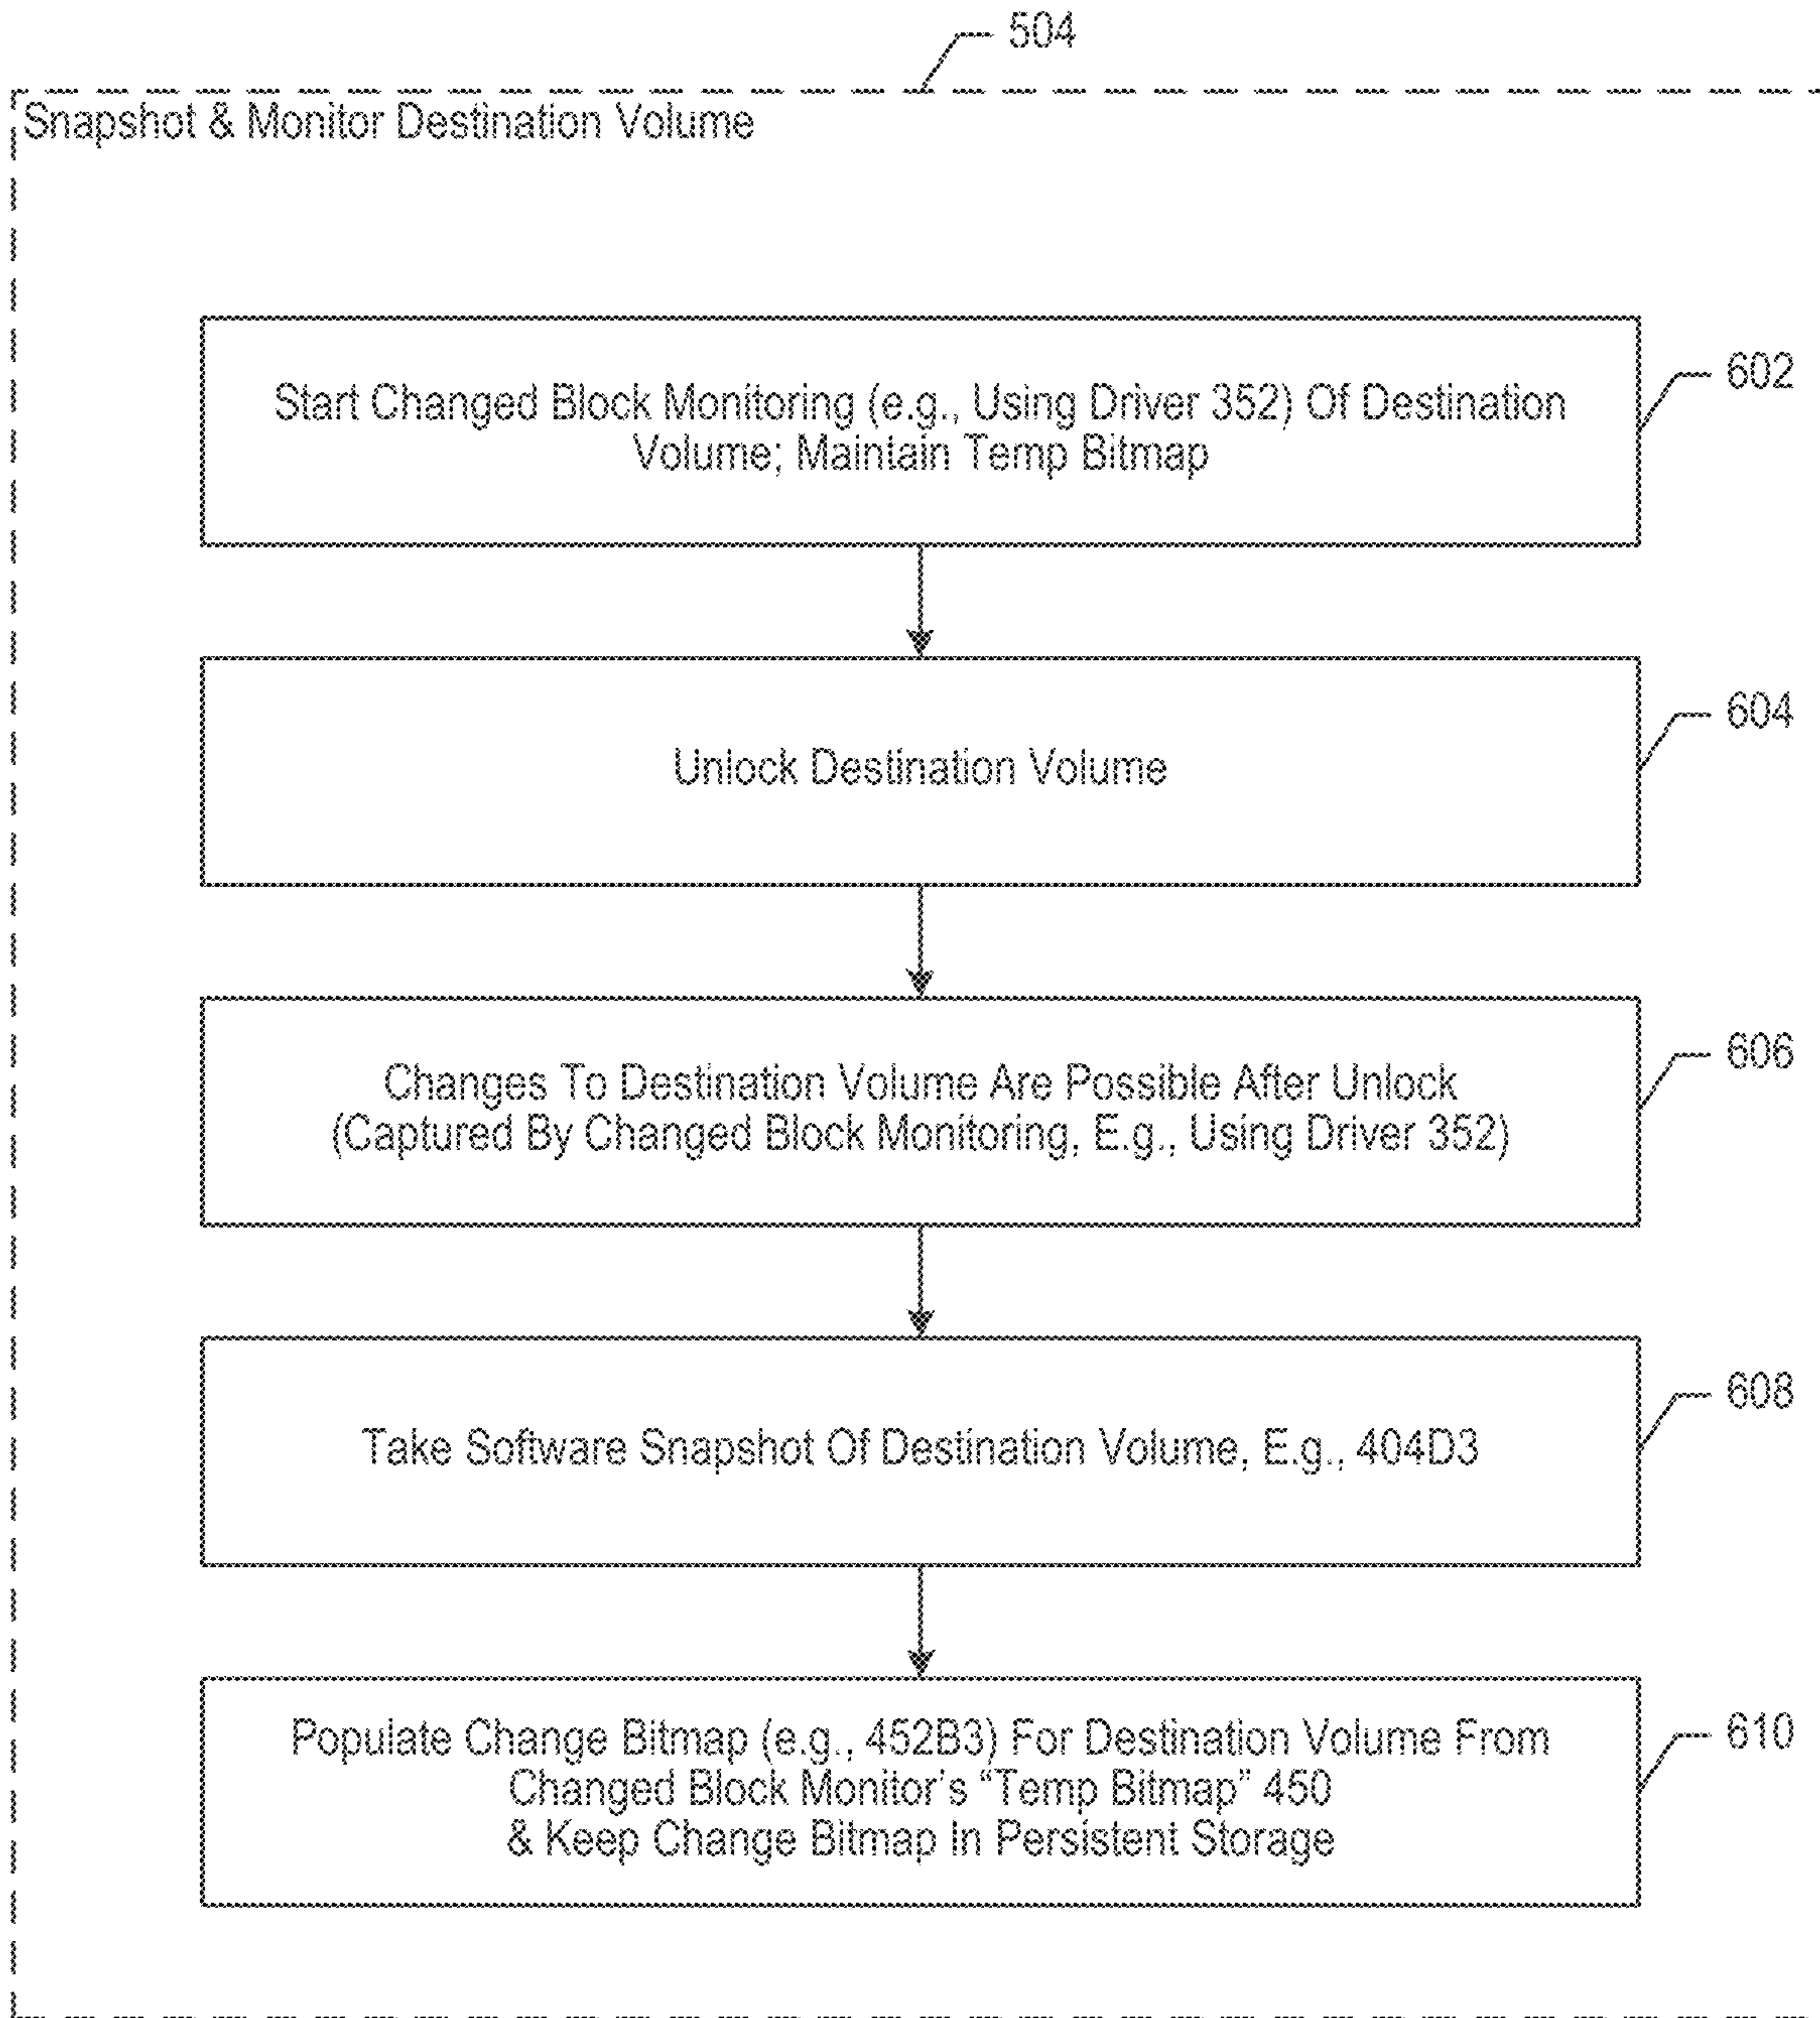 504
Snapshot & Monitor Destination Volume
Start Changed Block Monitoring (e.g., Using Driver 352) Of Destination
Volume; Maintain Temp Bitmap
602
Unlock Destination Volume
604
Changes To Destination Volume Are Possible After Unlock
(Captured By Changed Block Monitoring, E.g., Using Driver 352)
606
Take Software Snapshot Of Destination Volume, E.g., 404D3
608
Populate Change Bitmap (e.g., 452B3) For Destination Volume From
Changed Block Monitor's “Temp Bitmap” 450
& Keep Change Bitmap In Persistent Storage
610